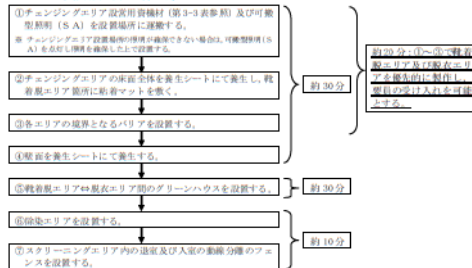 ①チェンジングエリア設営用資機材(第3-3表参照)及び可搬
型照明(SA)を設置場所に運搬する。
※ チェンジングエリア設置場所の照明が確保できない場合は、可搬型照明(S
A)を点灯し照明を確保した上で設置する。
②チェンジングエリアの床面全体を養生シートにて養生し、靴
着脱エリア箇所に粘着マットを敷く。
③各エリアの境界となるバリアを設置する。
④壁面を養生シートにて養生する。
⑤靴着脱エリア⇔脱衣エリア間のグリーンハウスを設置する。
⑥除染エリアを設置する。
⑦スクリーニングエリア内の退室及び入室の動線分離のフェ
ンスを設置する。
約30分
約30分
約10分
約20分:①~③で靴着
脱エリア及び脱衣エリ
アを優先的に製作し、
要員の受け入れを可能
とする。